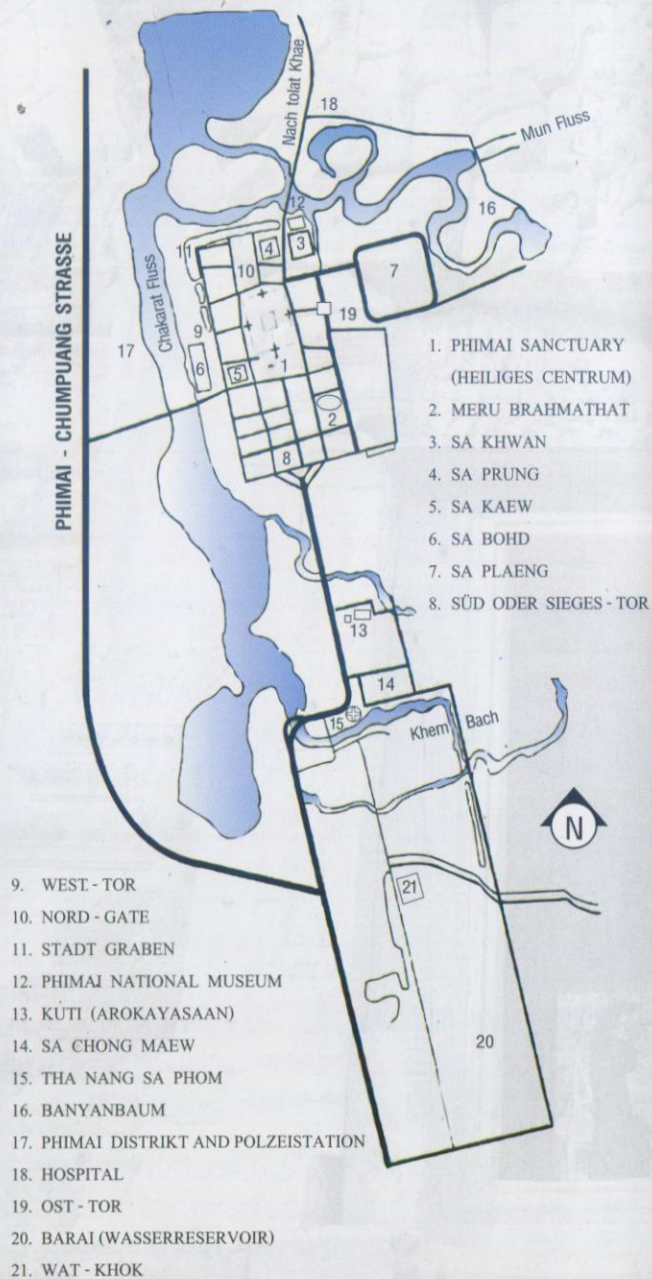 Nach tolat Khae
18
Mun Fluss
12
16
11
10
4
3
7
Chakarat Fluss
9
19
17
6
5
1
2
8
PHIMAI - CHUMPUANG STRASSE
1. PHIMAI SANCTUARY
(HEILIGES CENTRUM)
2. MERU BRAHMATHAT
3. SA KHWAN
4. SA PRUNG
5. SA KAEW
6. SA BOHD
7. SA PLAENG
8. SÜD ODER SIEGES - TOR
13
14
15
Khem Bach
N
21
20
9. WEST. - TOR
10. NORD - GATE
11. STADT GRABEN
12. PHIMAI NATIONAL MUSEUM
13. KUTI (AROKAYASAAN)
14. SA CHONG MAEW
15. THA NANG SA PHOM
16. BANYANBAUM
17. PHIMAI DISTRIKT AND POLZEISTATION
18. HOSPITAL
19. OST - TOR
20. BARAI (WASSERRESERVOIR)
21. WAT - KHOK